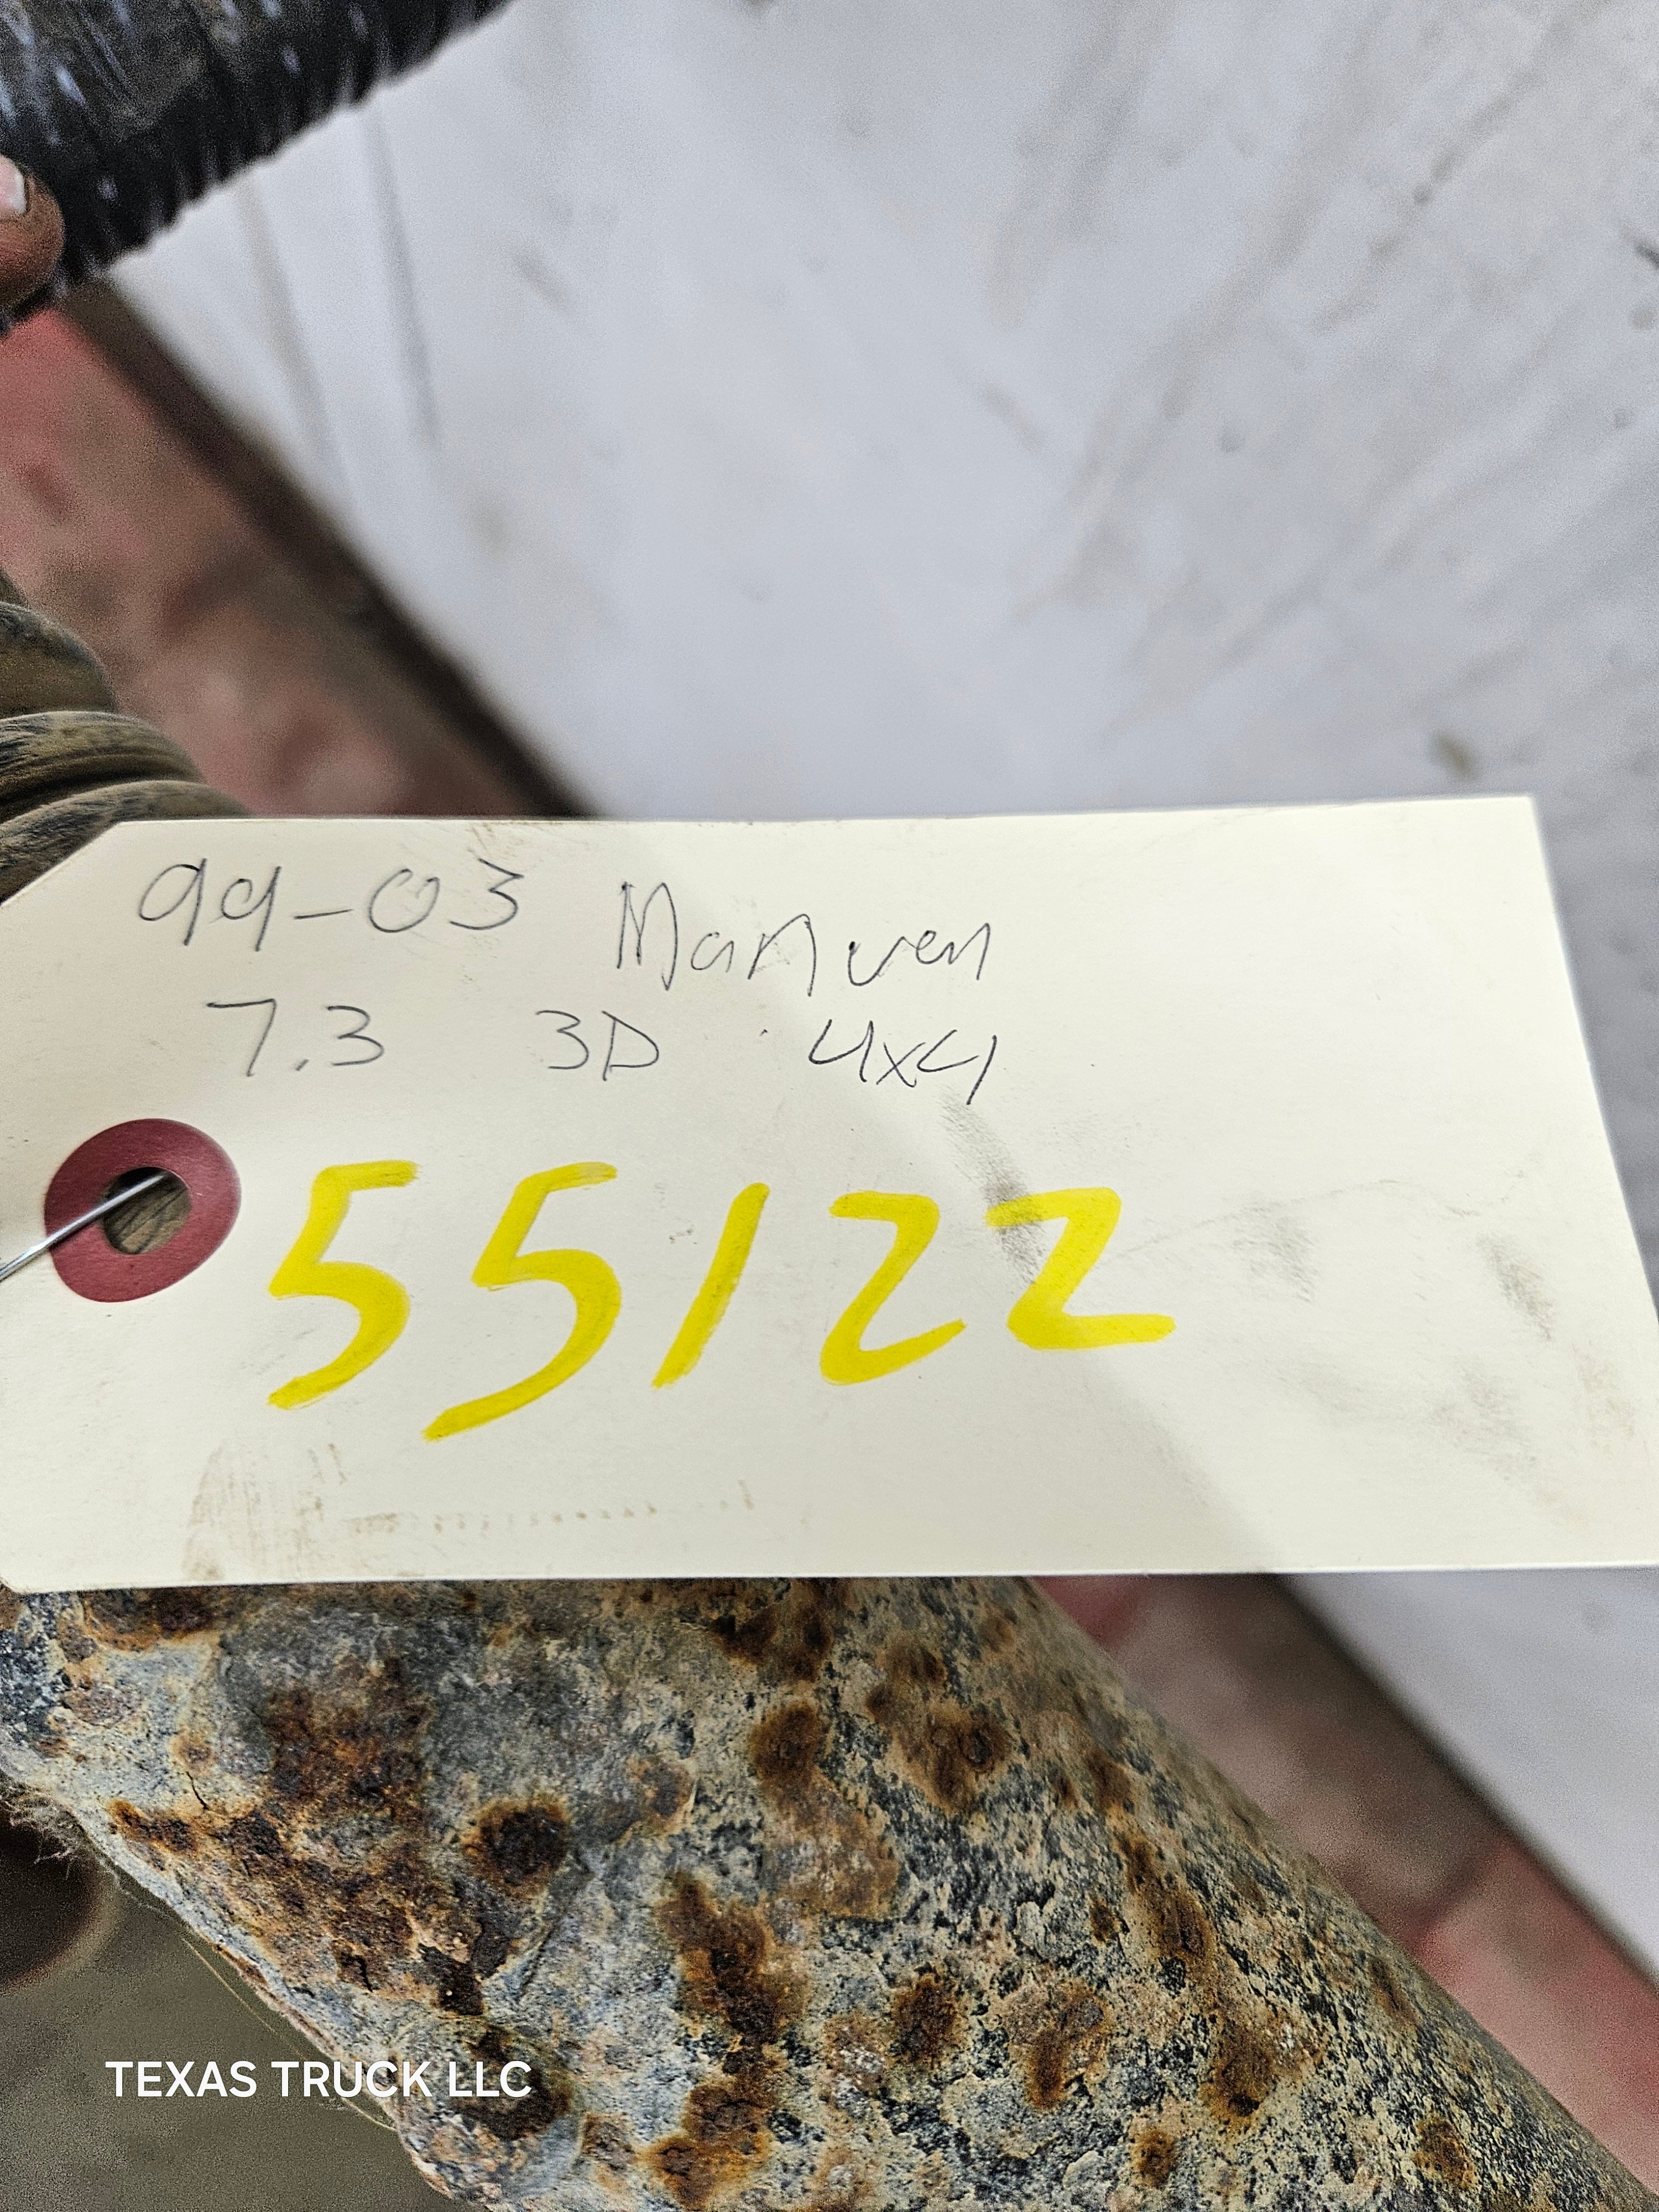 99-03 Manuen
7.3 3D 4x4
55122
TEXAS TRUCK LLC